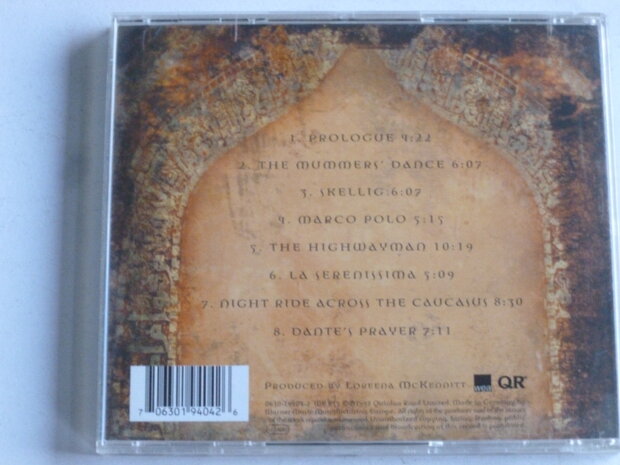 1. Prologue 4:22
2. The Mummers' Dance 6:07
3. Skellig 6:07
4. Marco Polo 5:15
5. The Highwayman 10:19
6. La Serenissima 5:09
7. Night Ride Across the Caucasus 8:30
8. Dante's Prayer 7:11
Produced by Loreena McKennitt
wea
QR
7 06301 94042 6